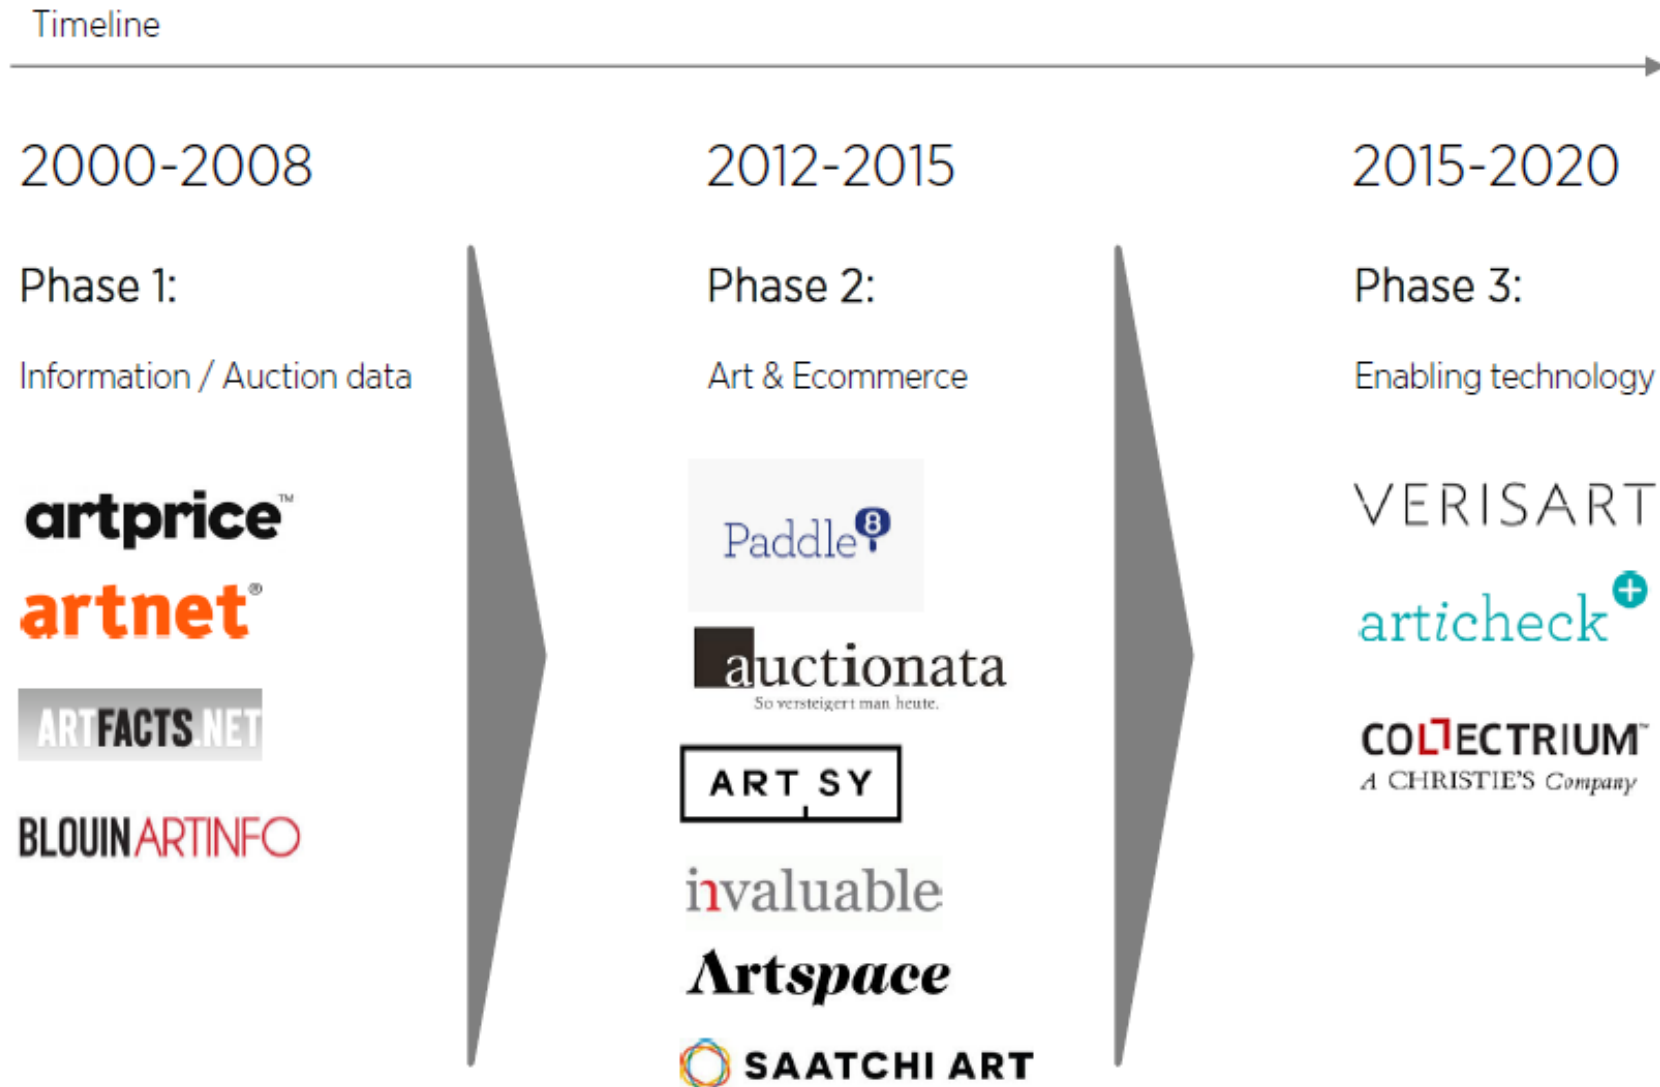 Timeline
2000-2008
Phase 1:
Information / Auction data
artprice™
artnet®
ARTFACTS.NET
BLOUINARTINFO
2012-2015
Phase 2:
Art & Ecommerce
Paddle8
auctionata
So versteigert man heute.
ARTSY
invaluable
Artspace
SAATCHI ART
2015-2020
Phase 3:
Enabling technology
VERISART
articheck+
COLLECTRIUM™
A CHRISTIE'S Company